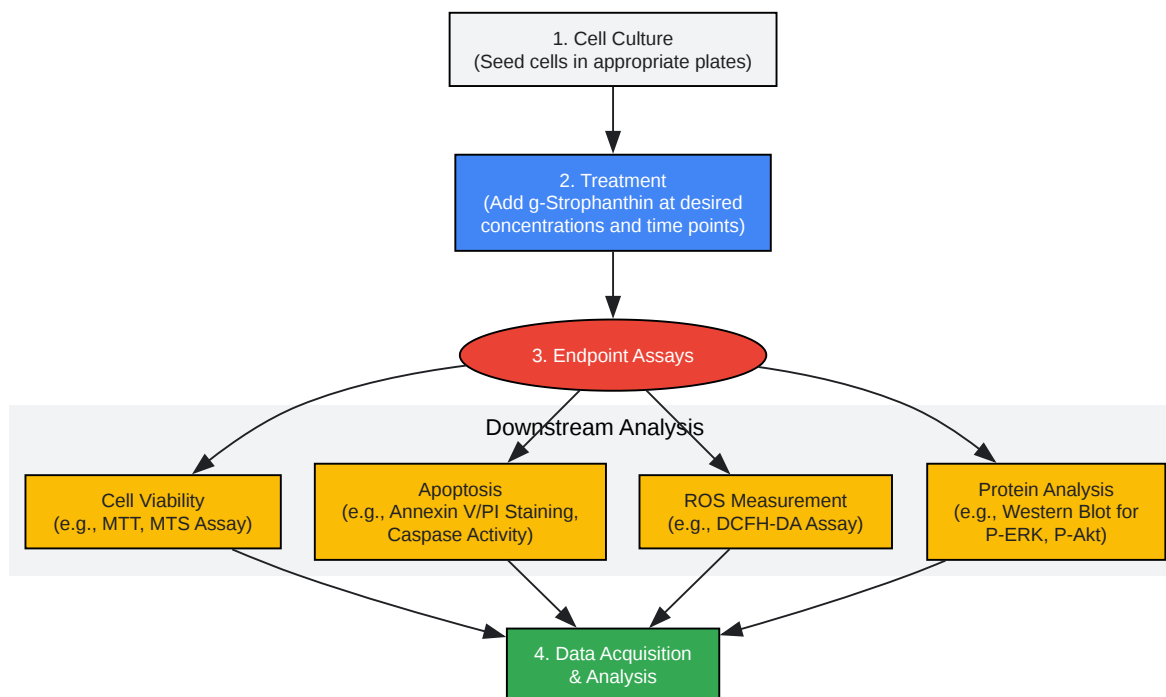 1. Cell Culture
(Seed cells in appropriate plates)
2. Treatment
(Add g-Strophanthin at desired
concentrations and time points)
3. Endpoint Assays
Downstream Analysis
Cell Viability
(e.g., MTT, MTS Assay)
Apoptosis
(e.g., Annexin V/PI Staining,
Caspase Activity)
ROS Measurement
(e.g., DCFH-DA Assay)
Protein Analysis
(e.g., Western Blot for
P-ERK, P-Akt)
4. Data Acquisition
& Analysis